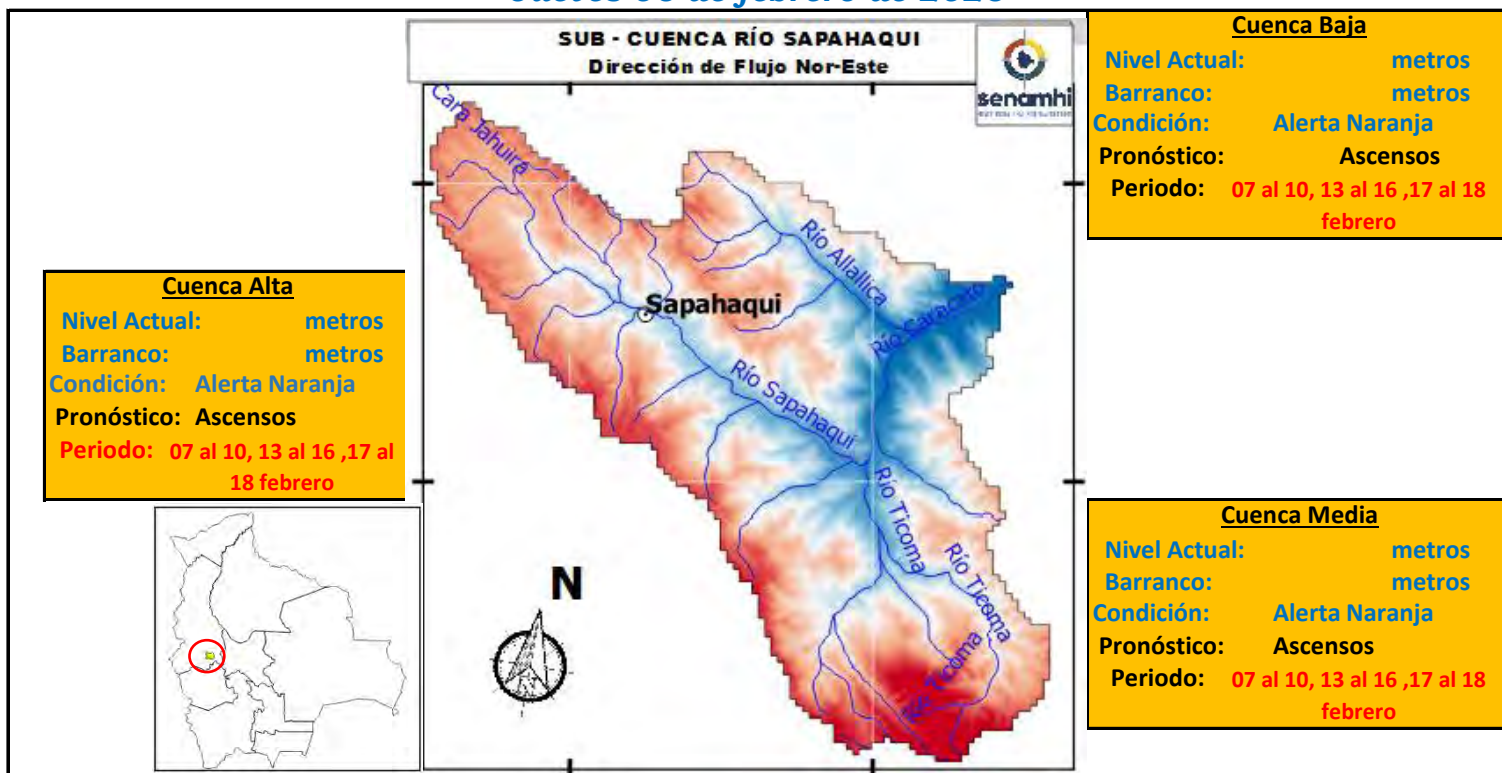 SUB - CUENCA RÍO SAPAHAQUI
Dirección de Flujo Nor-Este
senamhi
Cuenca Baja
Nivel Actual: metros
Barranco: metros
Condición: Alerta Naranja
Pronóstico: Ascensos
Periodo: 07 al 10, 13 al 16 ,17 al 18
febrero
Cuenca Alta
Nivel Actual: metros
Barranco: metros
Condición: Alerta Naranja
Pronóstico: Ascensos
Periodo: 07 al 10, 13 al 16 ,17 al
18 febrero
Cara Jahuira
Río Allallica
Río Caracato
Sapahaqui
Río Sapahaqui
Río Ticoma
Río Ticoma
Río Ticoma
N
Cuenca Media
Nivel Actual: metros
Barranco: metros
Condición: Alerta Naranja
Pronóstico: Ascensos
Periodo: 07 al 10, 13 al 16 ,17 al 18
febrero